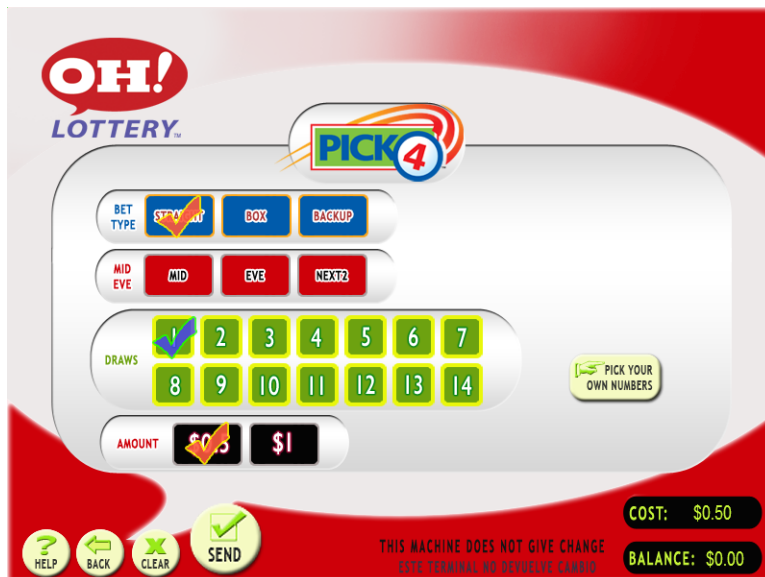 OH!
LOTTERY™
PICK 4
BET TYPE
BOX
BACKUP
MID EVE
MID
EVE
NEXT2
DRAWS
1 2 3 4 5 6 7
8 9 10 11 12 13 14
PICK YOUR
OWN NUMBERS
AMOUNT
$1
HELP
BACK
CLEAR
SEND
THIS MACHINE DOES NOT GIVE CHANGE
ESTE TERMINAL NO DEVUELVE CAMBIO
COST: $0.50
BALANCE: $0.00